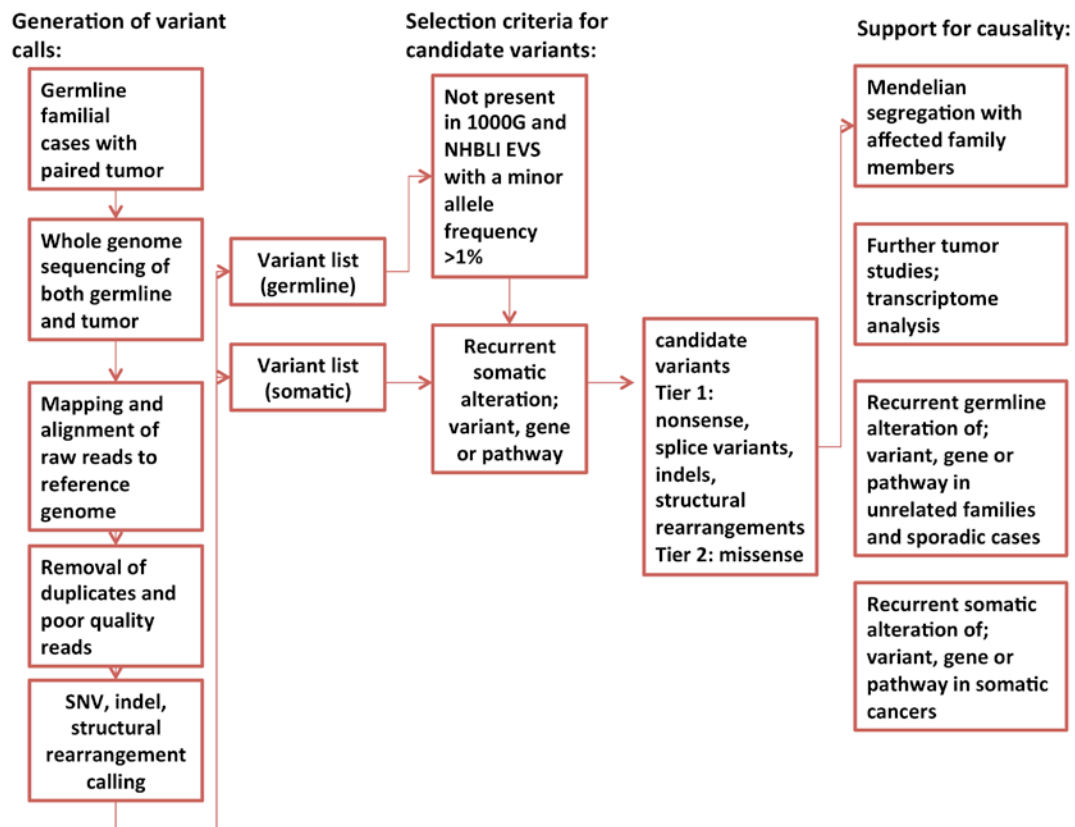 Generation of variant
calls:
Germline
familial
cases with
paired tumor
Whole genome
sequencing of
both germline
and tumor
Mapping and
alignment of
raw reads to
reference
genome
Removal of
duplicates and
poor quality
reads
SNV, indel,
structural
rearrangement
calling
Variant list
(germline)
Variant list
(somatic)
Selection criteria for
candidate variants:
Not present
in 1000G and
NHBLI EVS
with a minor
allele
frequency
>1%
Recurrent
somatic
alteration;
variant, gene
or pathway
candidate
variants
Tier 1:
nonsense,
splice variants,
indels,
structural
rearrangements
Tier 2: missense
Support for causality:
Mendelian
segregation with
affected family
members
Further tumor
studies;
transcriptome
analysis
Recurrent germline
alteration of;
variant, gene or
pathway in
unrelated families
and sporadic cases
Recurrent somatic
alteration of;
variant, gene or
pathway in somatic
cancers